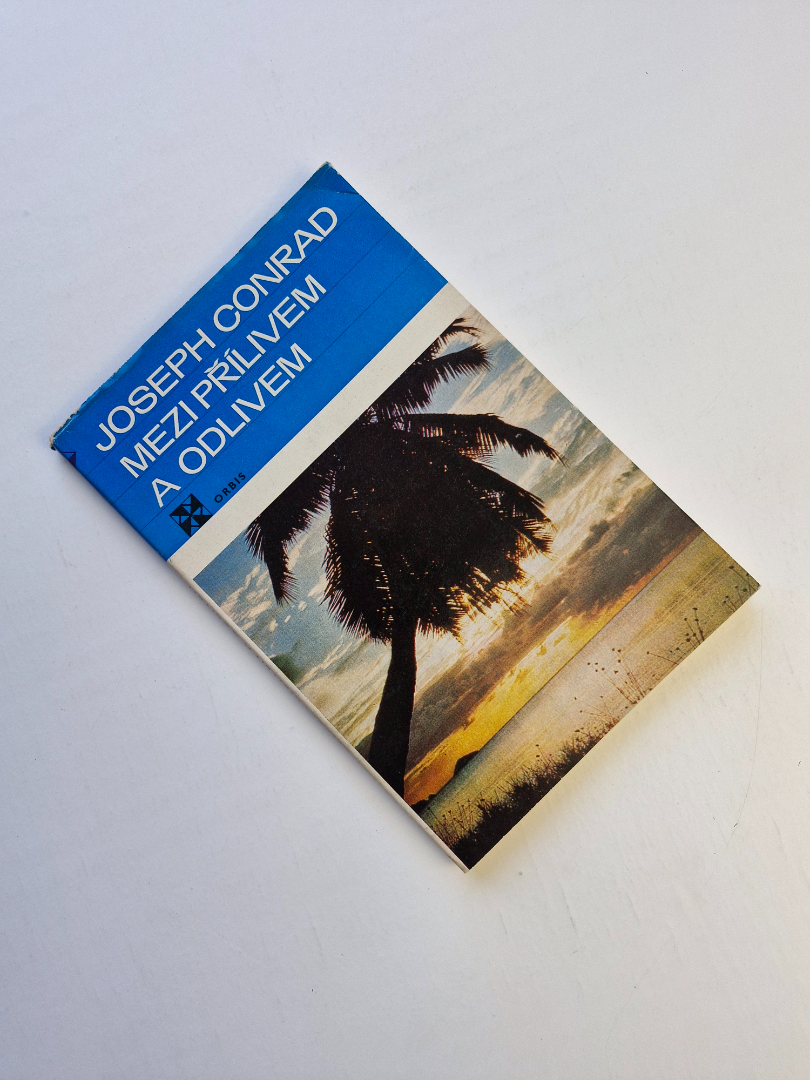 JOSEPH CONRAD
MEZI PŘÍLIVEM
A ODLIVEM
ORBIS